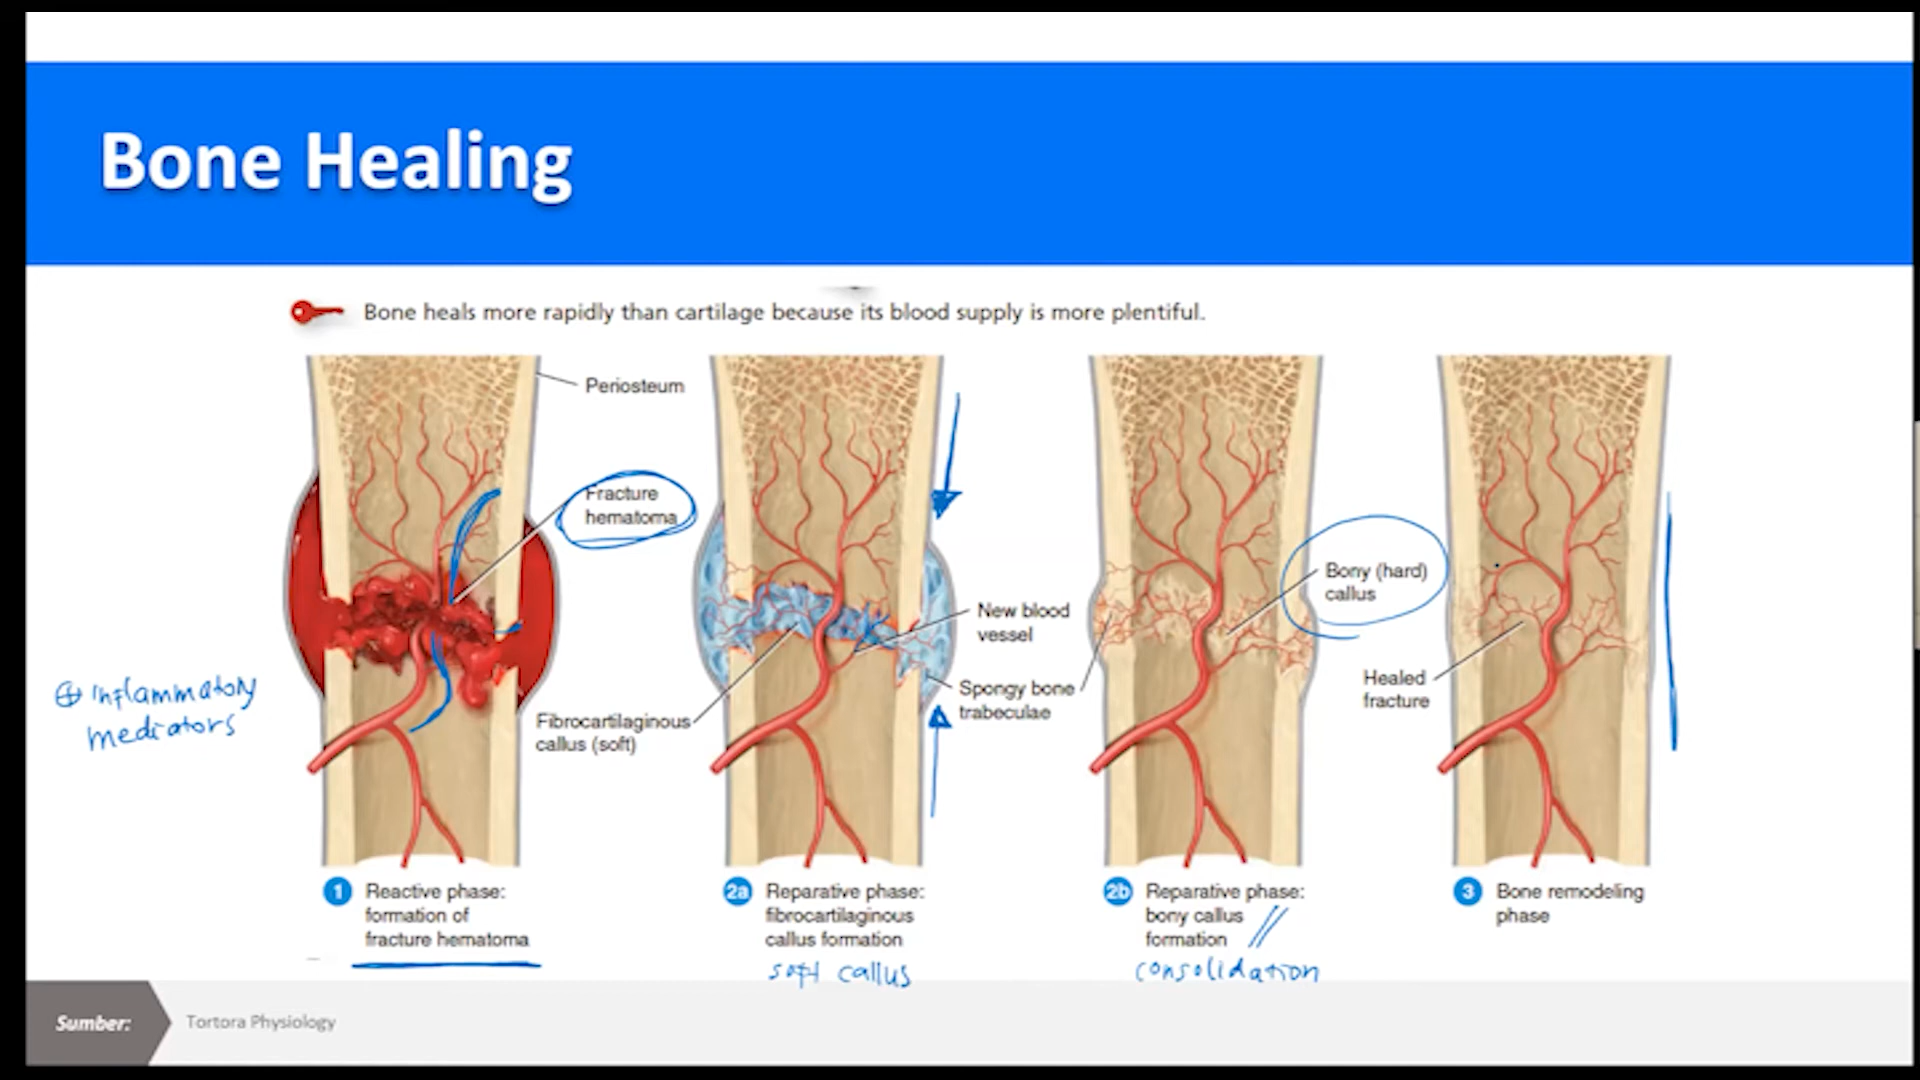 Bone Healing
Bone heals more rapidly than cartilage because its blood supply is more plentiful.
Periosteum
Fracture
hematoma
⊕ Inflammatory
mediators
Fibrocartilaginous
callus (soft)
New blood
vessel
Spongy bone
trabeculae
Bony (hard)
callus
Healed
fracture
1 Reactive phase:
formation of
fracture hematoma
2a Reparative phase:
fibrocartilaginous
callus formation
soft callus
2b Reparative phase:
bony callus
formation
consolidation
3 Bone remodeling
phase
Sumber:
Tortora Physiology